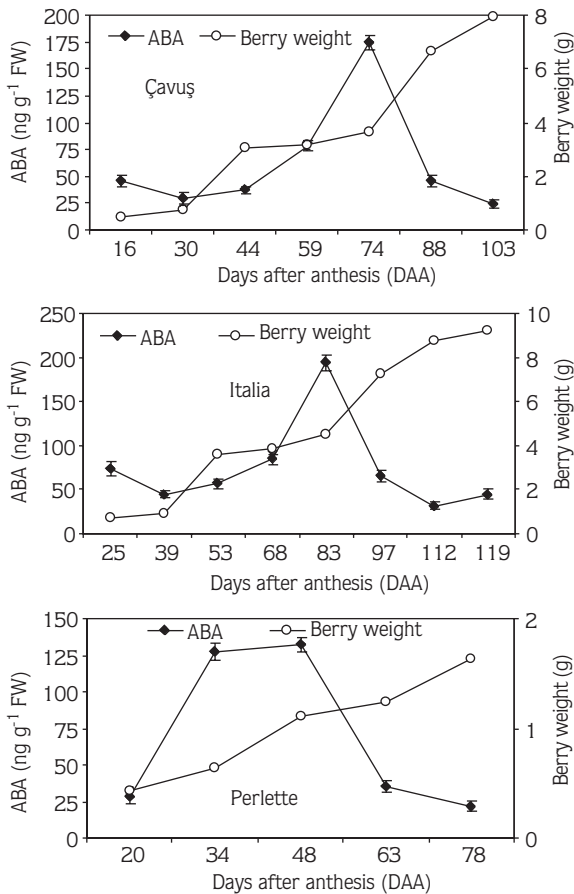 ABA Berry weight
Çavuş
ABA (ng g⁻¹ FW)
200
175
150
125
100
75
50
25
0
8
6
4
2
0
Berry weight (g)
16 30 44 59 74 88 103
Days after anthesis (DAA)
ABA Berry weight
Italia
ABA (ng g⁻¹ FW)
250
200
150
100
50
0
10
8
6
4
2
0
Berry weight (g)
25 39 53 68 83 97 112 119
Days after anthesis (DAA)
ABA Berry weight
Perlette
ABA (ng g⁻¹ FW)
150
125
100
75
50
25
0
2
1
0
Berry weight (g)
20 34 48 63 78
Days after anthesis (DAA)